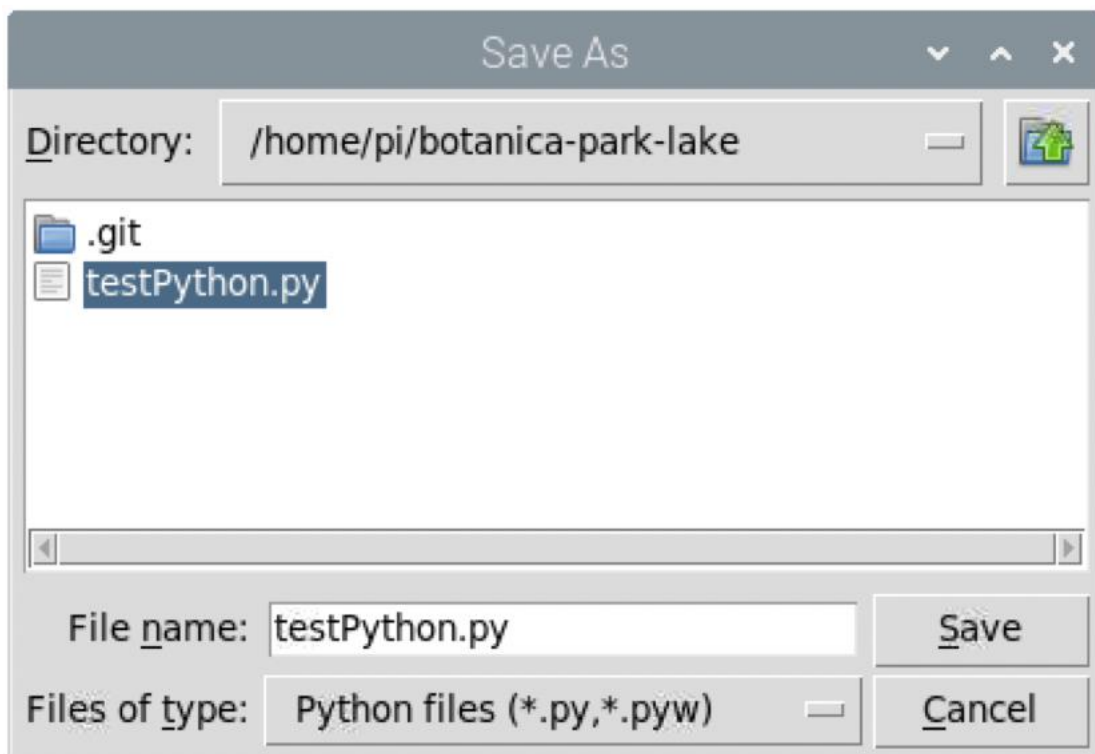 Save As
Directory: /home/pi/botanica-park-lake
.git
testPython.py
File name: testPython.py Save
Files of type: Python files (*.py,*.pyw) Cancel